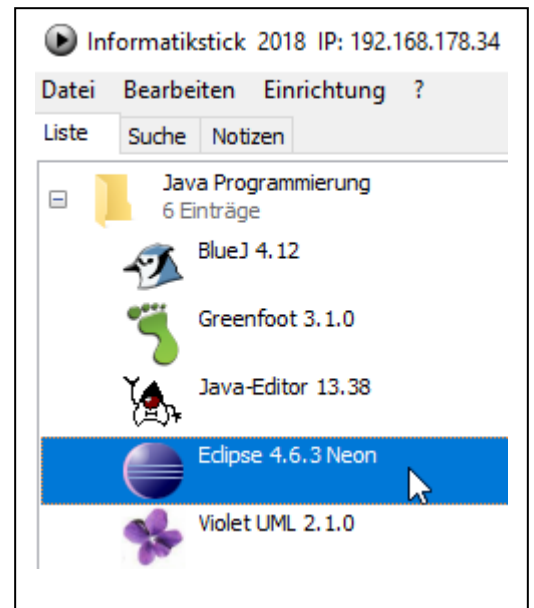 Informatikstick 2018 IP: 192.168.178.34
Datei Bearbeiten Einrichtung ?
Liste Suche Notizen
Java Programmierung
6 Einträge
BlueJ 4.12
Greenfoot 3.1.0
Java-Editor 13.38
Eclipse 4.6.3 Neon
Violet UML 2.1.0